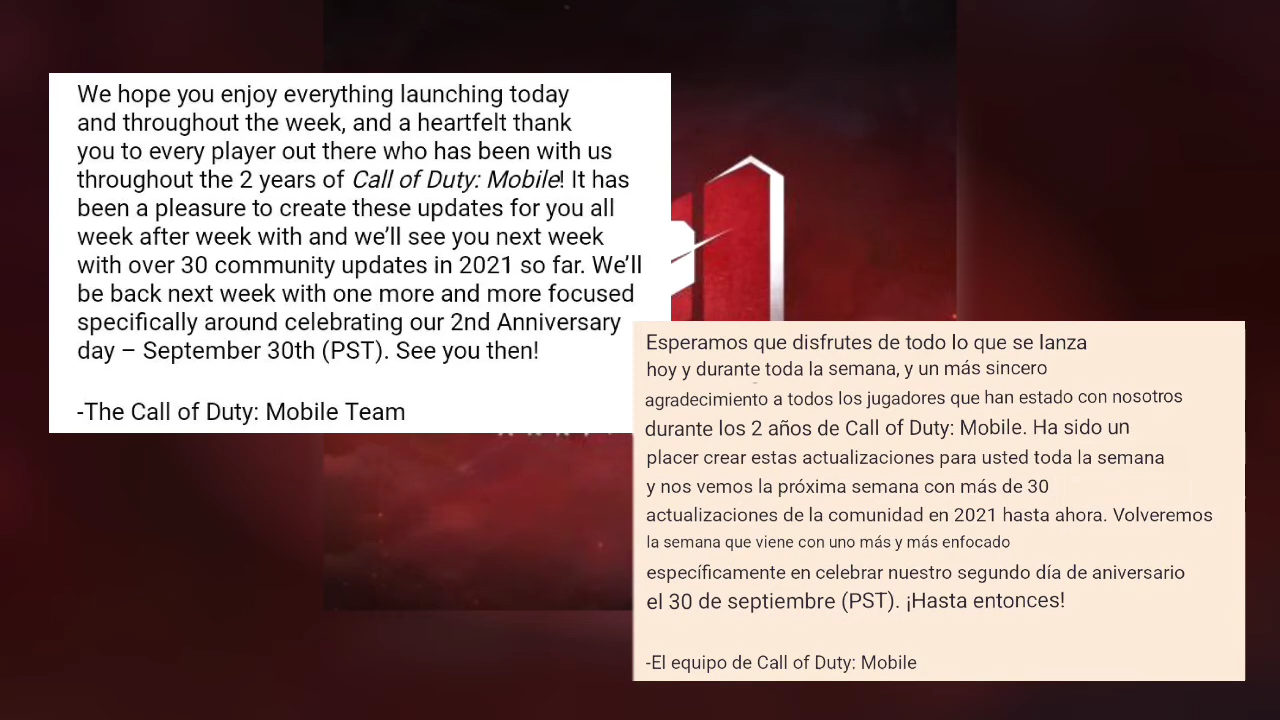 We hope you enjoy everything launching today
and throughout the week, and a heartfelt thank
you to every player out there who has been with us
throughout the 2 years of Call of Duty: Mobile! It has
been a pleasure to create these updates for you all
week after week with and we’ll see you next week
with over 30 community updates in 2021 so far. We’ll
be back next week with one more and more focused
specifically around celebrating our 2nd Anniversary
day – September 30th (PST). See you then!
-The Call of Duty: Mobile Team
Esperamos que disfrutes de todo lo que se lanza
hoy y durante toda la semana, y un más sincero
agradecimiento a todos los jugadores que han estado con nosotros
durante los 2 años de Call of Duty: Mobile. Ha sido un
placer crear estas actualizaciones para usted toda la semana
y nos vemos la próxima semana con más de 30
actualizaciones de la comunidad en 2021 hasta ahora. Volveremos
la semana que viene con uno más y más enfocado
específicamente en celebrar nuestro segundo día de aniversario
el 30 de septiembre (PST). ¡Hasta entonces!
-El equipo de Call of Duty: Mobile